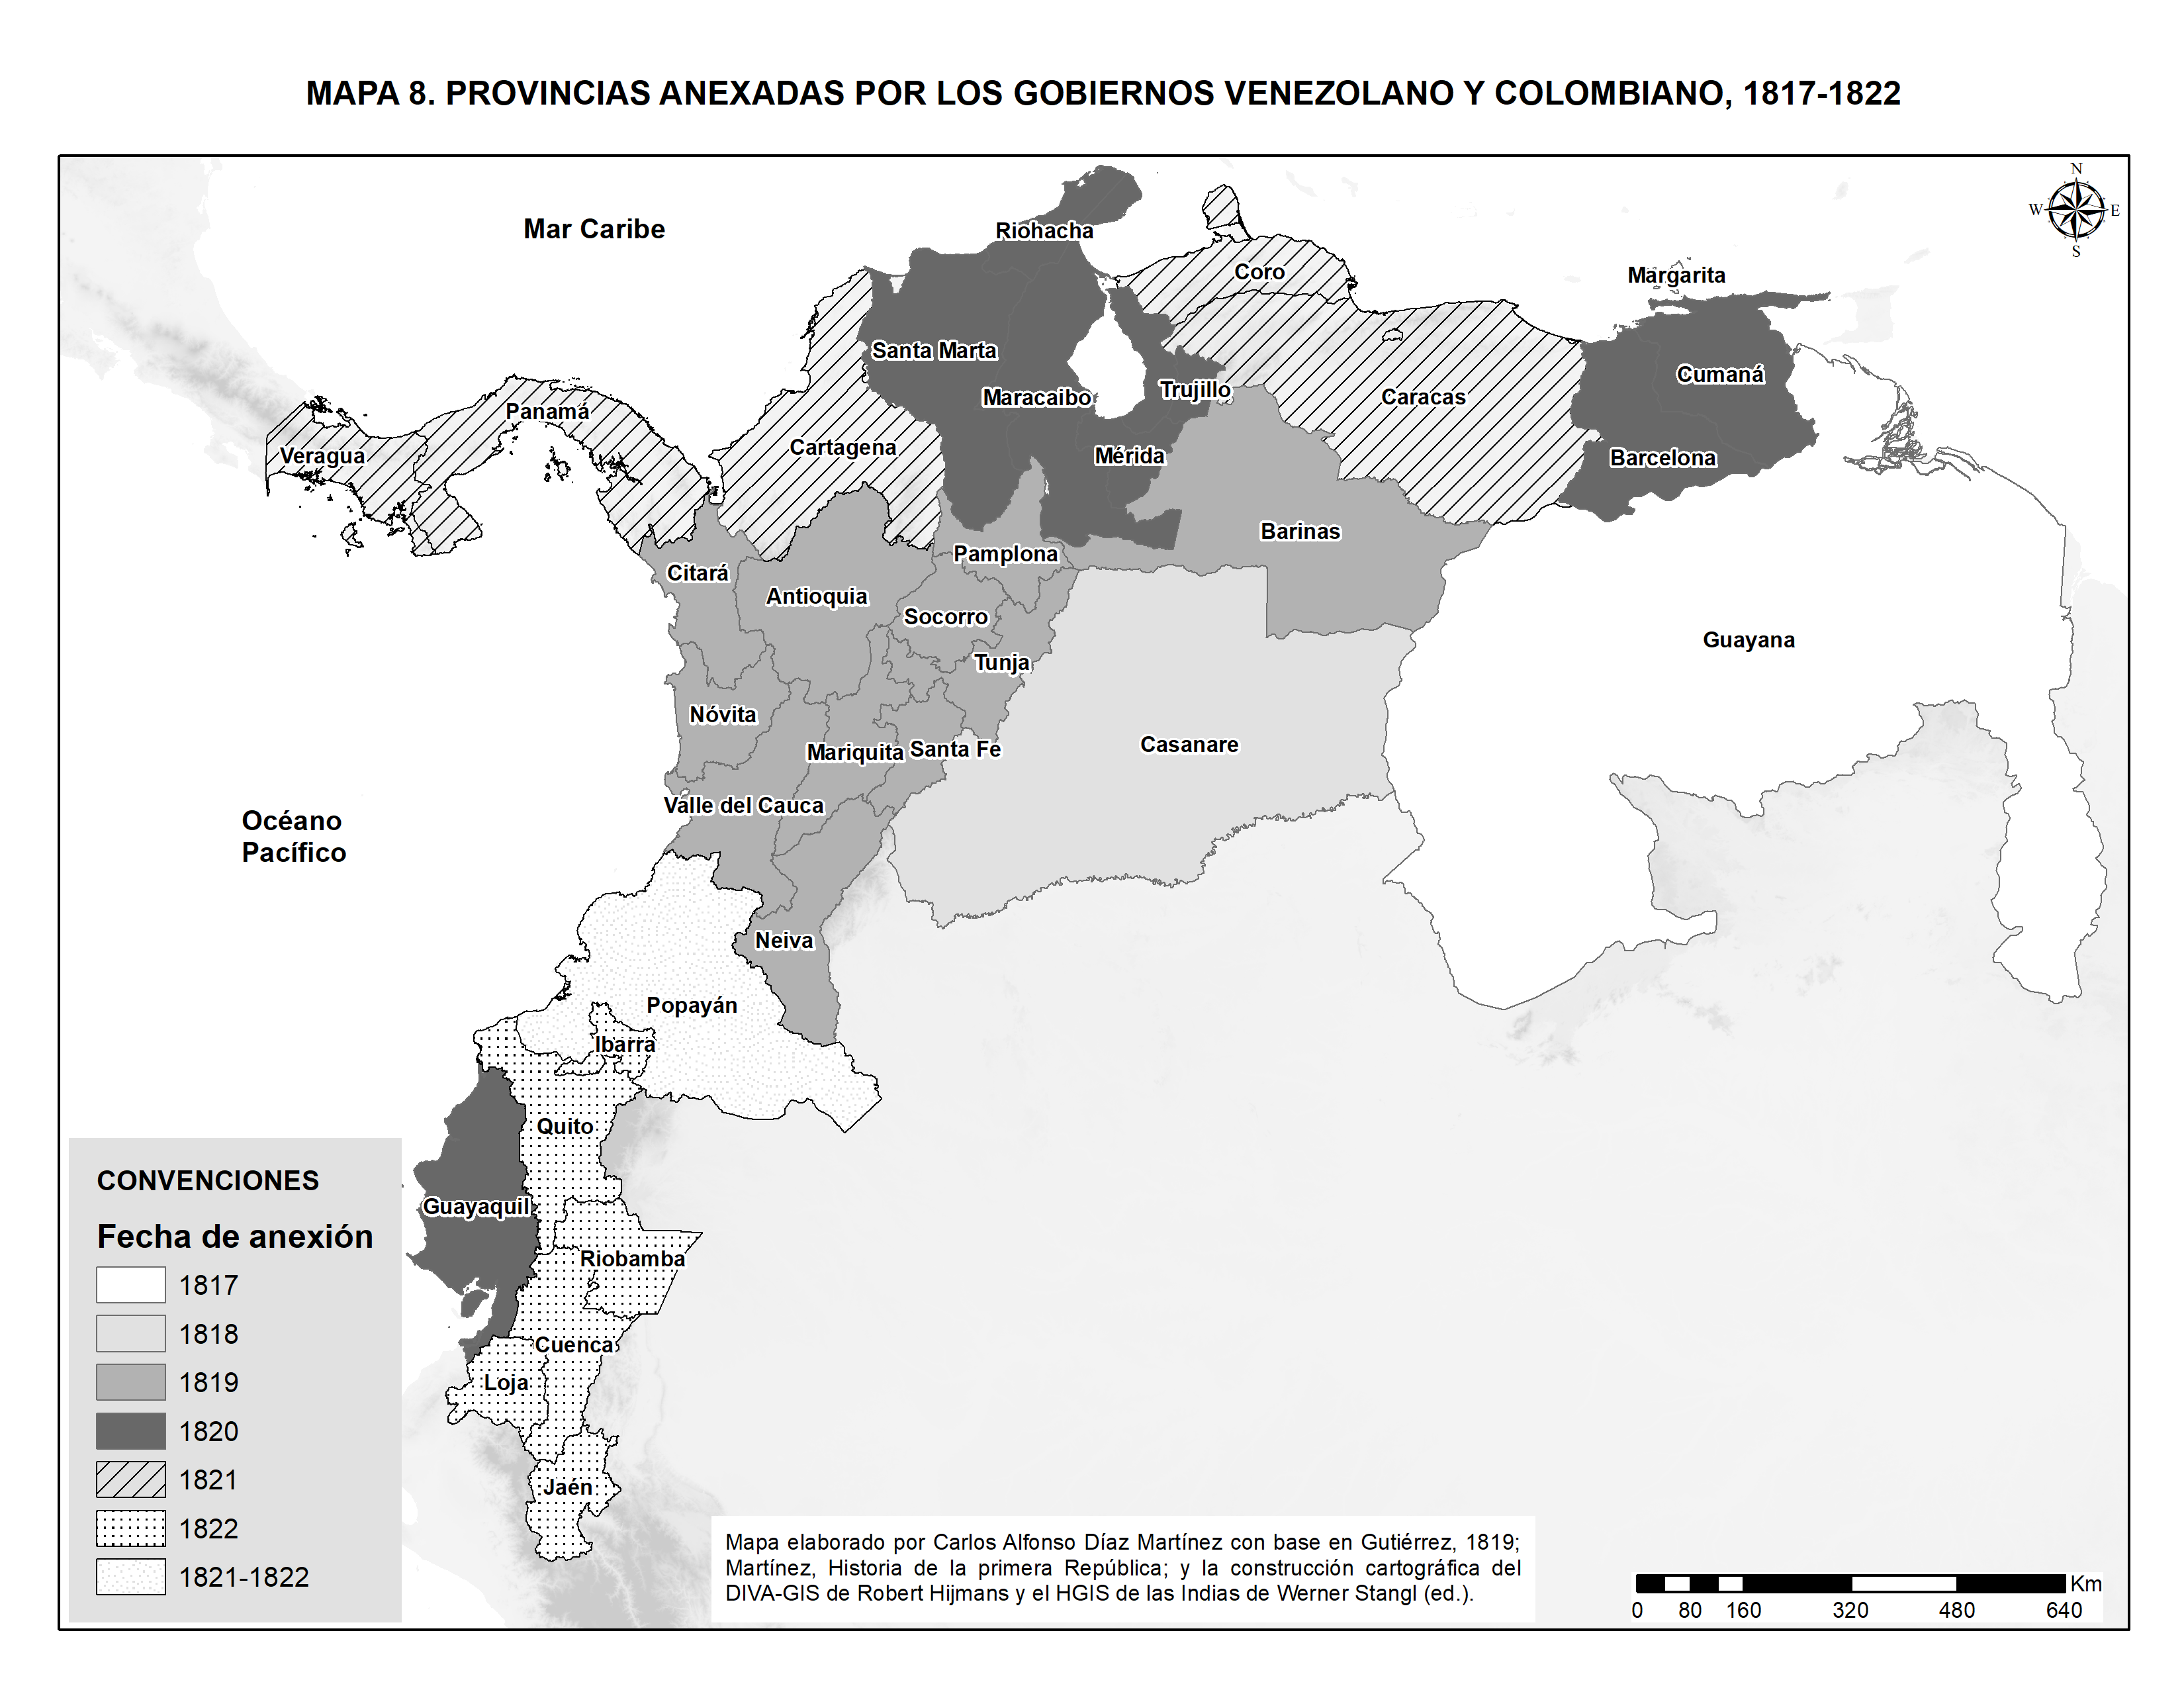 MAPA 8. PROVINCIAS ANEXADAS POR LOS GOBIERNOS VENEZOLANO Y COLOMBIANO, 1817-1822
N
W
E
S
Mar Caribe
Riohacha
Coro
Margarita
Santa Marta
Cumaná
Maracaibo
Trujillo
Caracas
Panamá
Veragua
Cartagena
Mérida
Barcelona
Barinas
Pamplona
Citará
Antioquia
Socorro
Tunja
Guayana
Nóvita
Mariquita
Santa Fe
Casanare
Valle del Cauca
Océano
Pacífico
Neiva
Popayán
Ibarra
Quito
Guayaquil
Riobamba
Cuenca
Loja
Jaén
CONVENCIONES
Fecha de anexión
1817
1818
1819
1820
1821
1822
1821-1822
Mapa elaborado por Carlos Alfonso Díaz Martínez con base en Gutiérrez, 1819;
Martínez, Historia de la primera República; y la construcción cartográfica del
DIVA-GIS de Robert Hijmans y el HGIS de las Indias de Werner Stangl (ed.).
Km
0 80 160 320 480 640